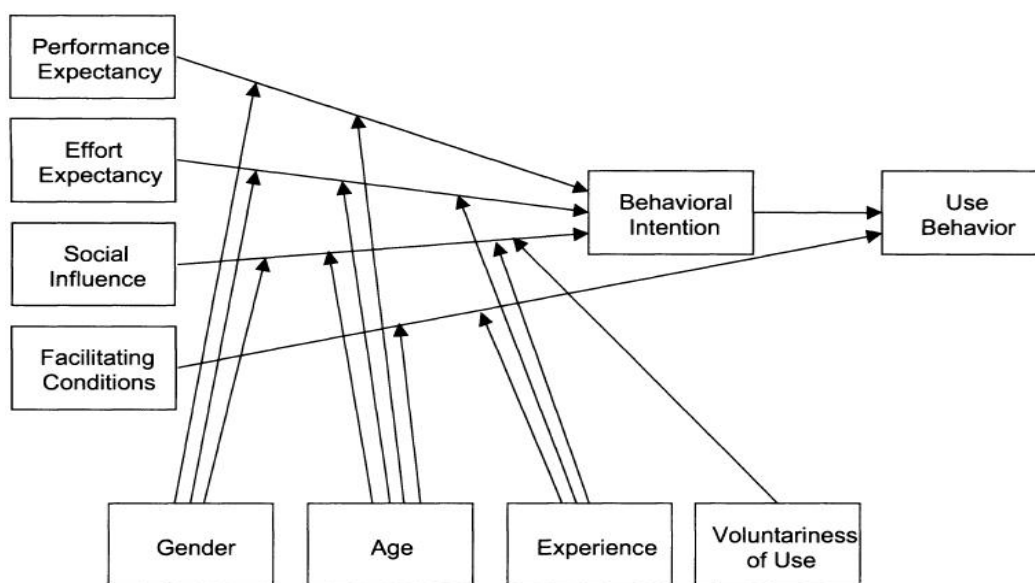 Performance
Expectancy
Effort
Expectancy
Social
Influence
Facilitating
Conditions
Behavioral
Intention
Use
Behavior
Gender
Age
Experience
Voluntariness
of Use